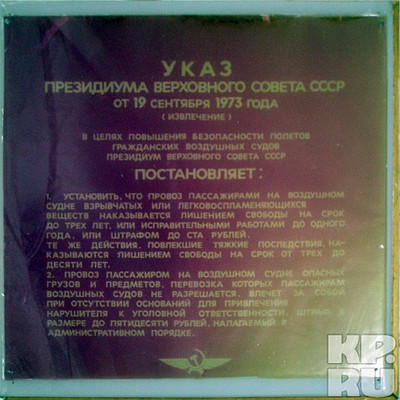 УКАЗ
ПРЕЗИДИУМА ВЕРХОВНОГО СОВЕТА СССР
ОТ 19 СЕНТЯБРЯ 1973 ГОДА
( ИЗВЛЕЧЕНИЕ )
В ЦЕЛЯХ ПОВЫШЕНИЯ БЕЗОПАСНОСТИ ПОЛЕТОВ
ГРАЖДАНСКИХ ВОЗДУШНЫХ СУДОВ
ПРЕЗИДИУМ ВЕРХОВНОГО СОВЕТА СССР
ПОСТАНОВЛЯЕТ:
1. УСТАНОВИТЬ, ЧТО ПРОВОЗ ПАССАЖИРАМИ НА ВОЗДУШНОМ
СУДНЕ ВЗРЫВЧАТЫХ ИЛИ ЛЕГКОВОСПЛАМЕНЯЮЩИХСЯ
ВЕЩЕСТВ НАКАЗЫВАЕТСЯ ЛИШЕНИЕМ СВОБОДЫ НА СРОК
ДО ТРЕХ ЛЕТ, ИЛИ ИСПРАВИТЕЛЬНЫМИ РАБОТАМИ ДО ОДНОГО
ГОДА, ИЛИ ШТРАФОМ ДО СТА РУБЛЕЙ.
ТЕ ЖЕ ДЕЙСТВИЯ, ПОВЛЕКШИЕ ТЯЖКИЕ ПОСЛЕДСТВИЯ, НА-
КАЗЫВАЮТСЯ ЛИШЕНИЕМ СВОБОДЫ НА СРОК ОТ ТРЕХ ДО
ДЕСЯТИ ЛЕТ.
2. ПРОВОЗ ПАССАЖИРОМ НА ВОЗДУШНОМ СУДНЕ ОПАСНЫХ
ГРУЗОВ И ПРЕДМЕТОВ, ПЕРЕВОЗКА КОТОРЫХ ПАССАЖИРАМ
ВОЗДУШНЫХ СУДОВ НЕ РАЗРЕШАЕТСЯ, ВЛЕЧЕТ ЗА СОБОЙ
ПРИ ОТСУТСТВИИ ОСНОВАНИЙ ДЛЯ ПРИВЛЕЧЕНИЯ
НАРУШИТЕЛЯ К УГОЛОВНОЙ ОТВЕТСТВЕННОСТИ, ШТРАФ В
РАЗМЕРЕ ДО ПЯТИДЕСЯТИ РУБЛЕЙ, НАЛАГАЕМЫЙ В
АДМИНИСТРАТИВНОМ ПОРЯДКЕ.
KP.
RU